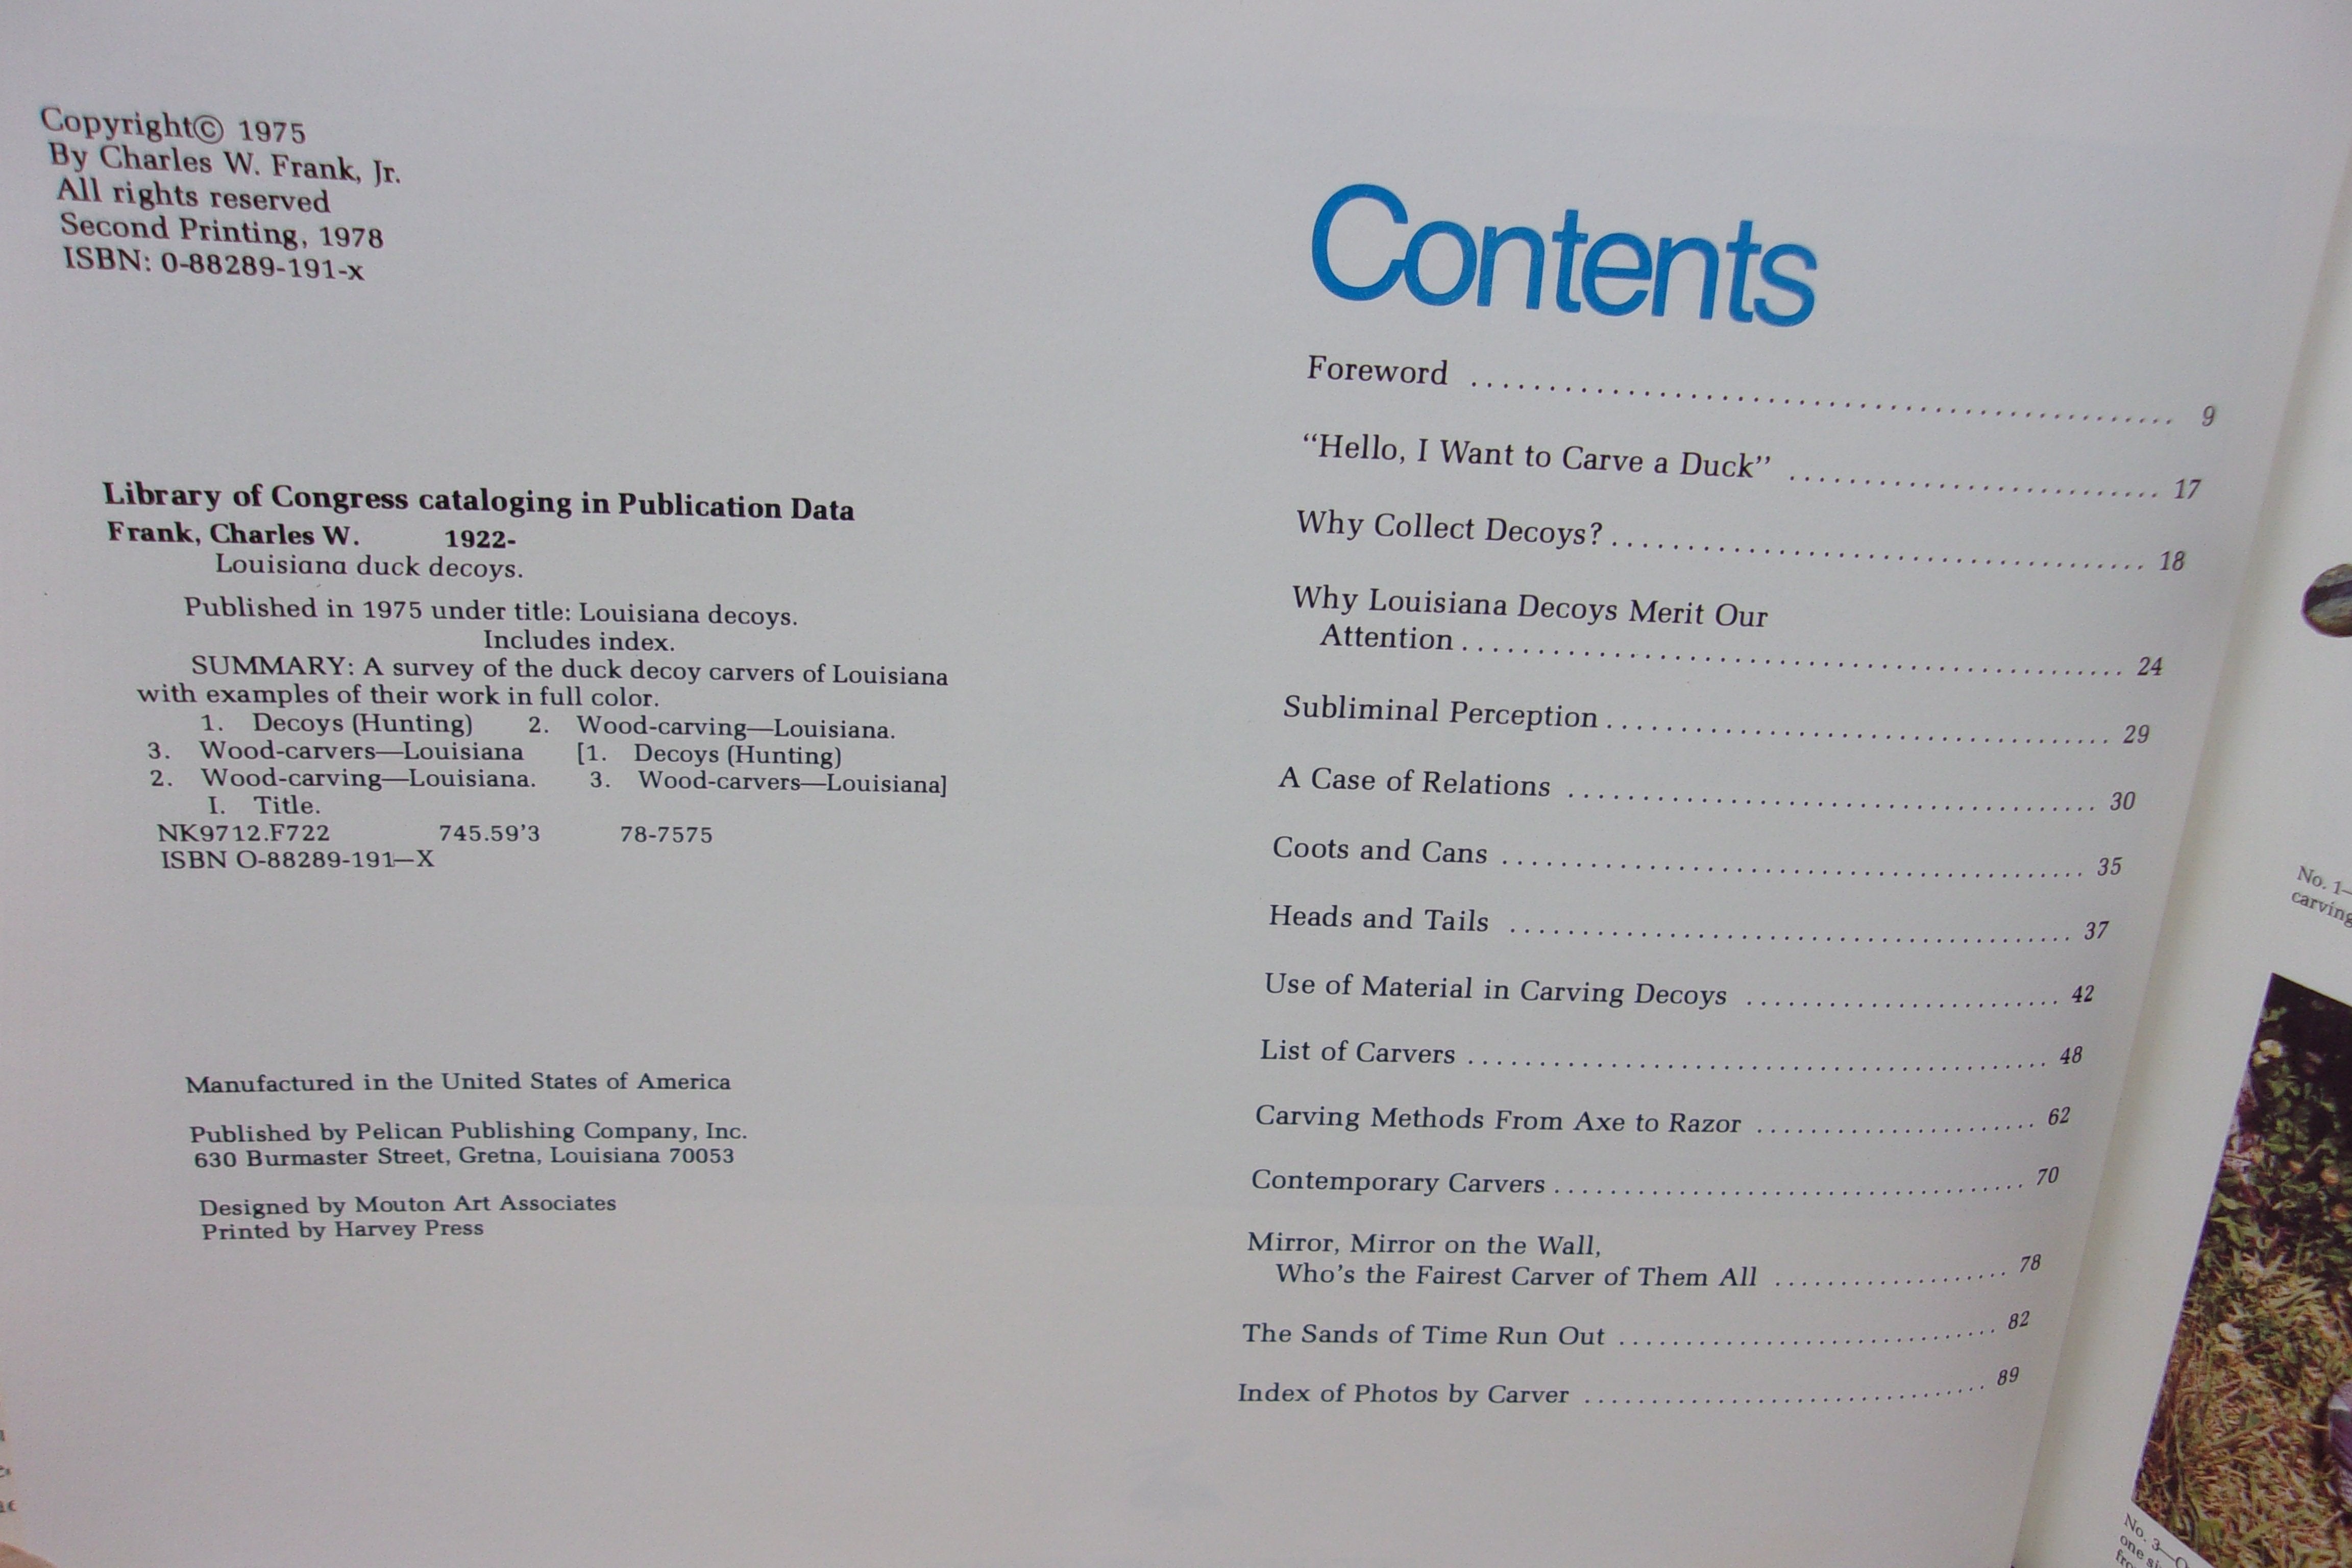 Copyright© 1975
By Charles W. Frank, Jr.
All rights reserved
Second Printing, 1978
ISBN: 0-88289-191-x
Library of Congress cataloging in Publication Data
Frank, Charles W. 1922-
Louisiana duck decoys.
Published in 1975 under title: Louisiana decoys.
Includes index.
SUMMARY: A survey of the duck decoy carvers of Louisiana
with examples of their work in full color.
1. Decoys (Hunting) 2. Wood-carving—Louisiana.
3. Wood-carvers—Louisiana [1. Decoys (Hunting)
2. Wood-carving—Louisiana. 3. Wood-carvers—Louisiana]
I. Title.
NK9712.F722 745.59'3 78-7575
ISBN O-88289-191—X
Manufactured in the United States of America
Published by Pelican Publishing Company, Inc.
630 Burmaster Street, Gretna, Louisiana 70053
Designed by Mouton Art Associates
Printed by Harvey Press
Contents
Foreword ........................................ 9
“Hello, I Want to Carve a Duck” ........................ 17
Why Collect Decoys? .................................. 18
Why Louisiana Decoys Merit Our
Attention ............................................ 24
Subliminal Perception ................................. 29
A Case of Relations ................................... 30
Coots and Cans ....................................... 35
Heads and Tails ...................................... 37
Use of Material in Carving Decoys ...................... 42
List of Carvers ....................................... 48
Carving Methods From Axe to Razor .................... 62
Contemporary Carvers ................................. 70
Mirror, Mirror on the Wall,
Who's the Fairest Carver of Them All .................. 78
The Sands of Time Run Out ........................... 82
Index of Photos by Carver ............................. 89
No. 1—
carving
No. 3—
one